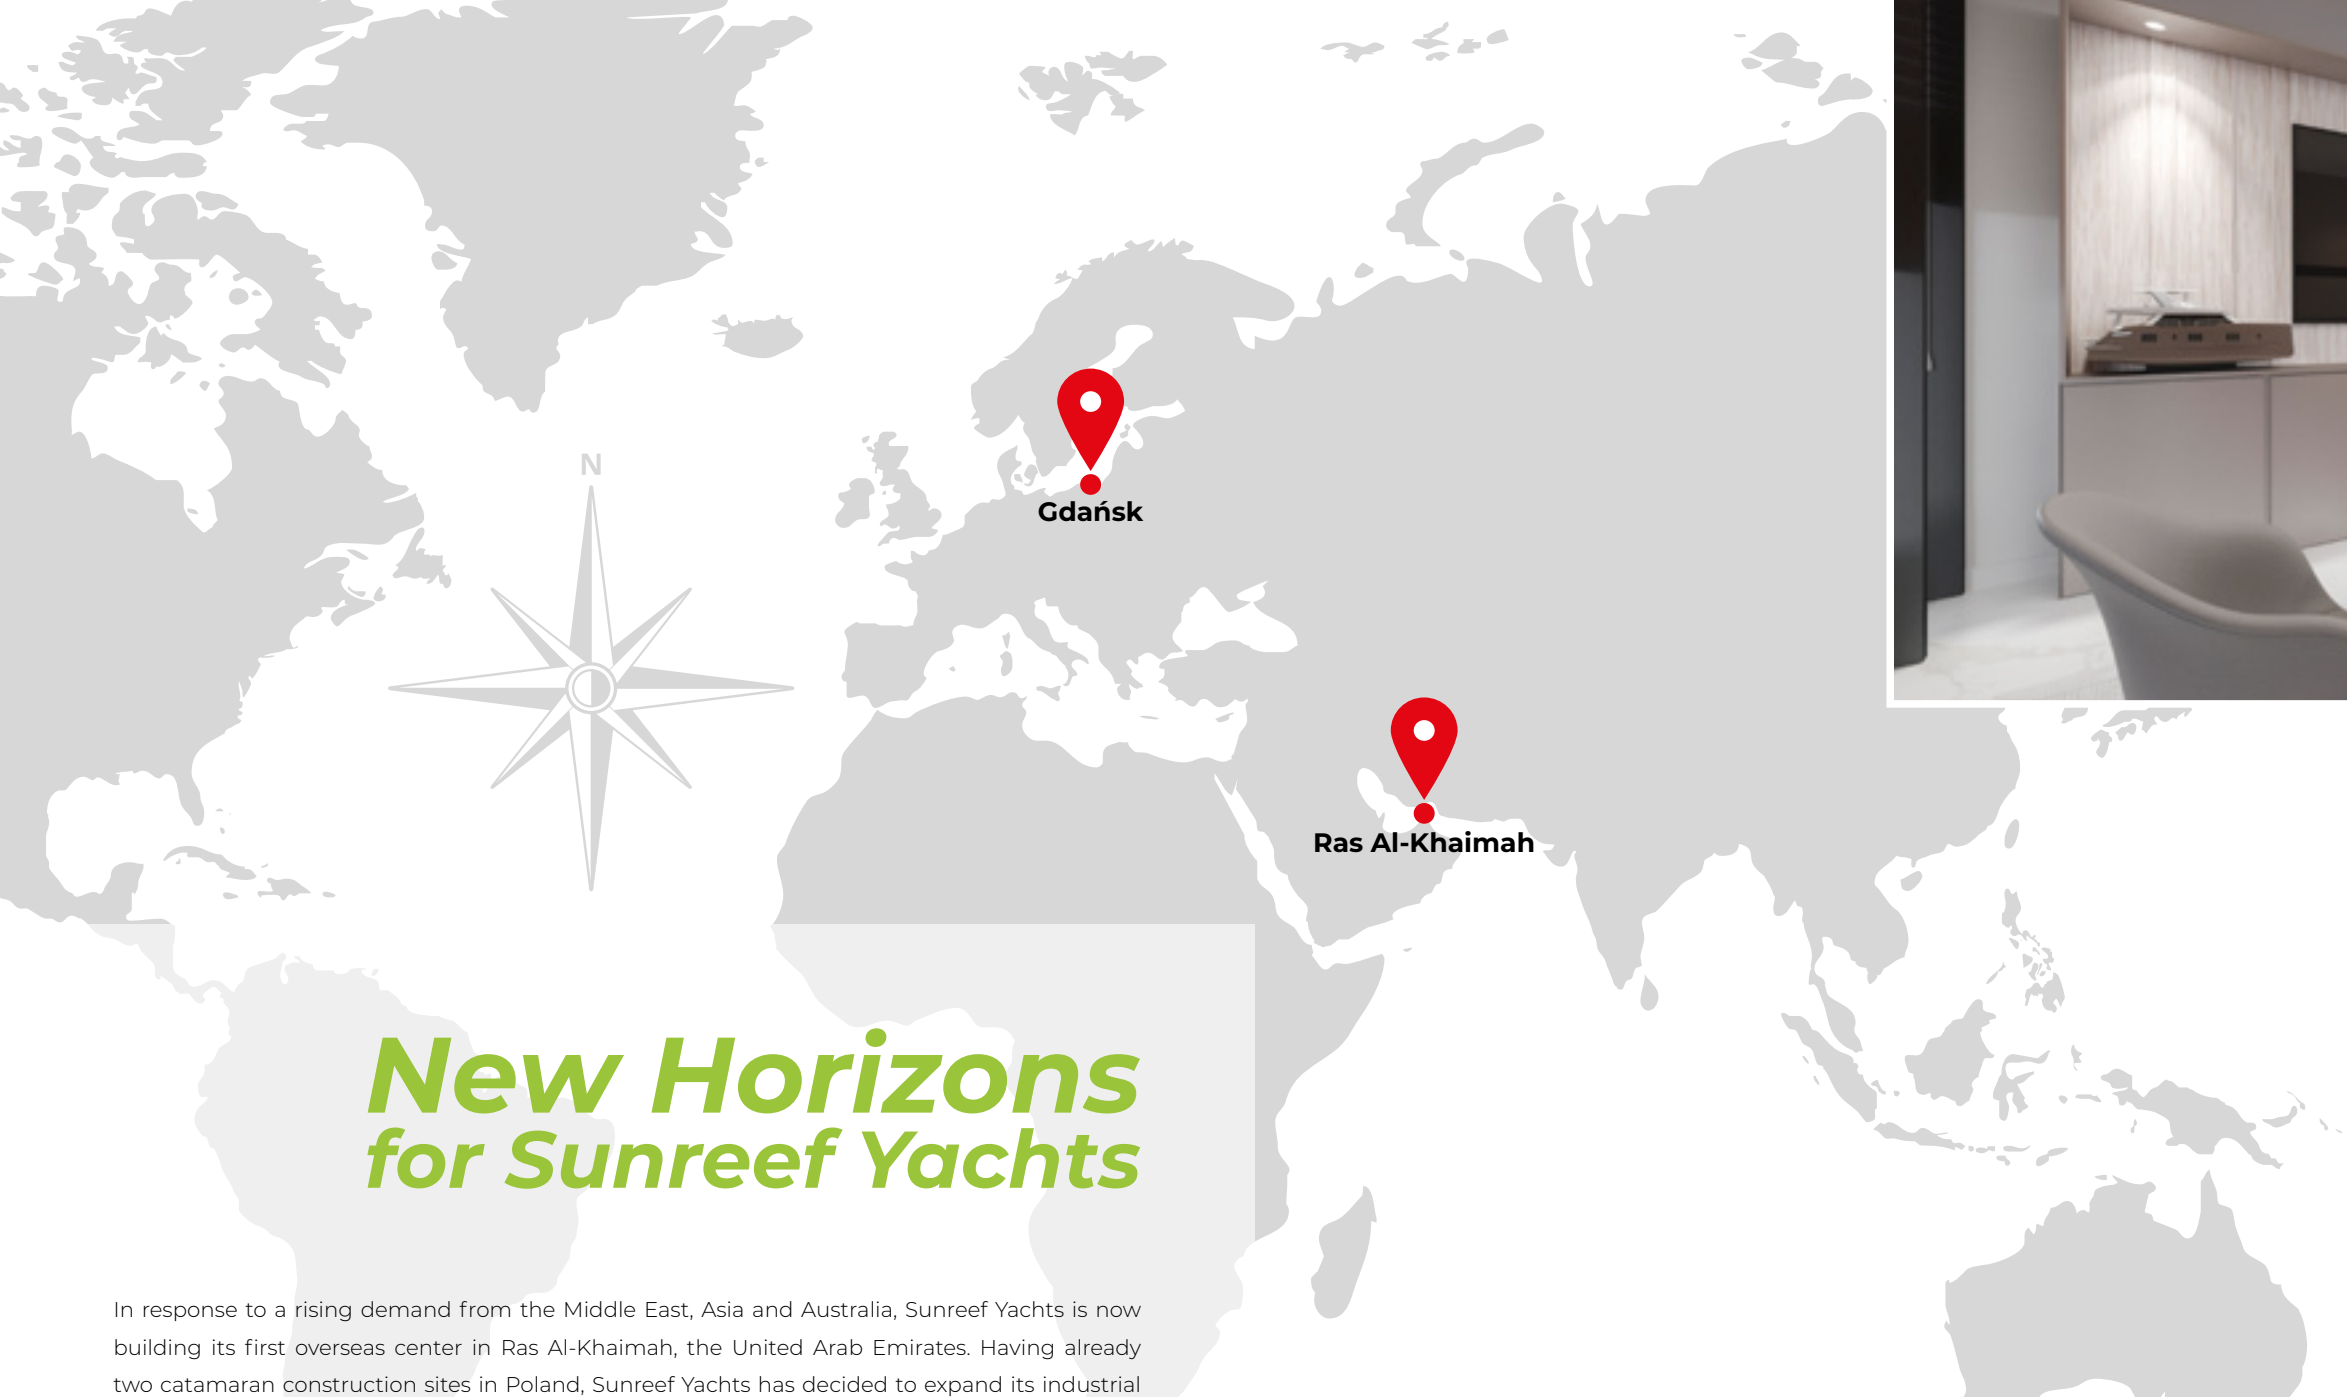 N
Gdańsk
Ras Al-Khaimah
New Horizons
for Sunreef Yachts
In response to a rising demand from the Middle East, Asia and Australia, Sunreef Yachts is now
building its first overseas center in Ras Al-Khaimah, the United Arab Emirates. Having already
two catamaran construction sites in Poland, Sunreef Yachts has decided to expand its industrial